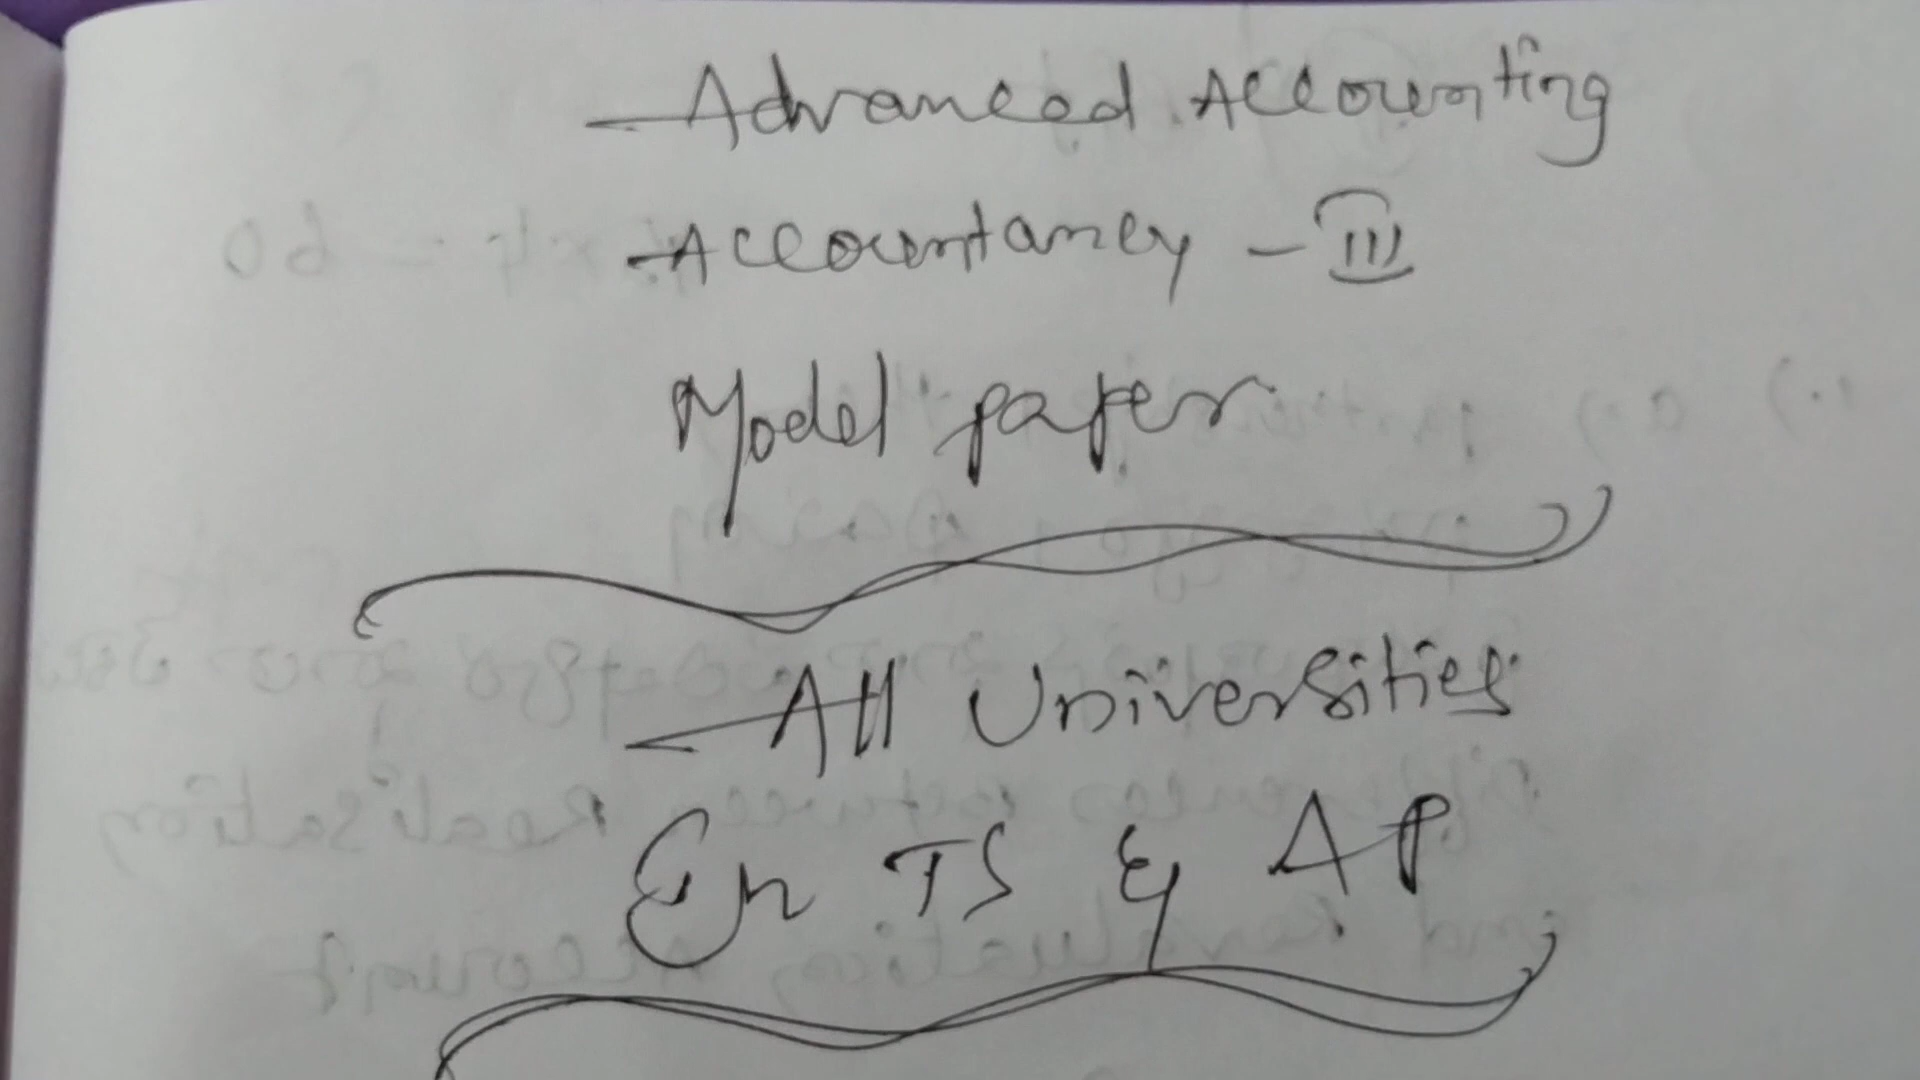 Advanced Accounting
Accountancy - III
Model paper
All Universities
In TS & AP